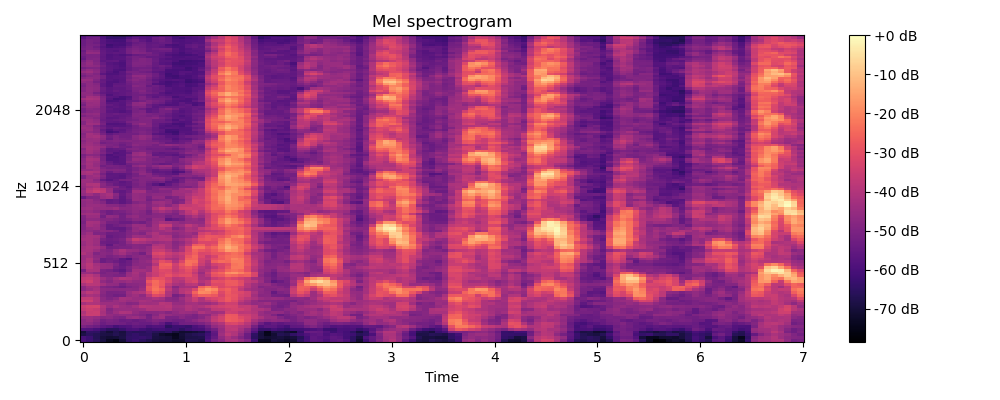 Mel spectrogram
Hz
2048
1024
512
0
0 1 2 3 4 5 6 7
Time
+0 dB
-10 dB
-20 dB
-30 dB
-40 dB
-50 dB
-60 dB
-70 dB